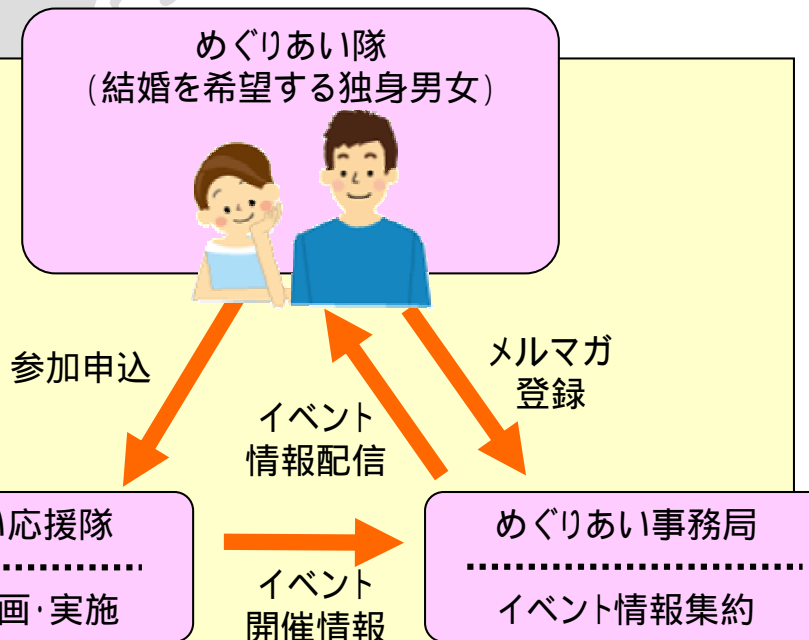 めぐりあい隊
(結婚を希望する独身男女)
参加申込
メルマガ
登録
イベント
情報配信
い応援隊
画・実施
イベント
開催情報
めぐりあい事務局
イベント情報集約